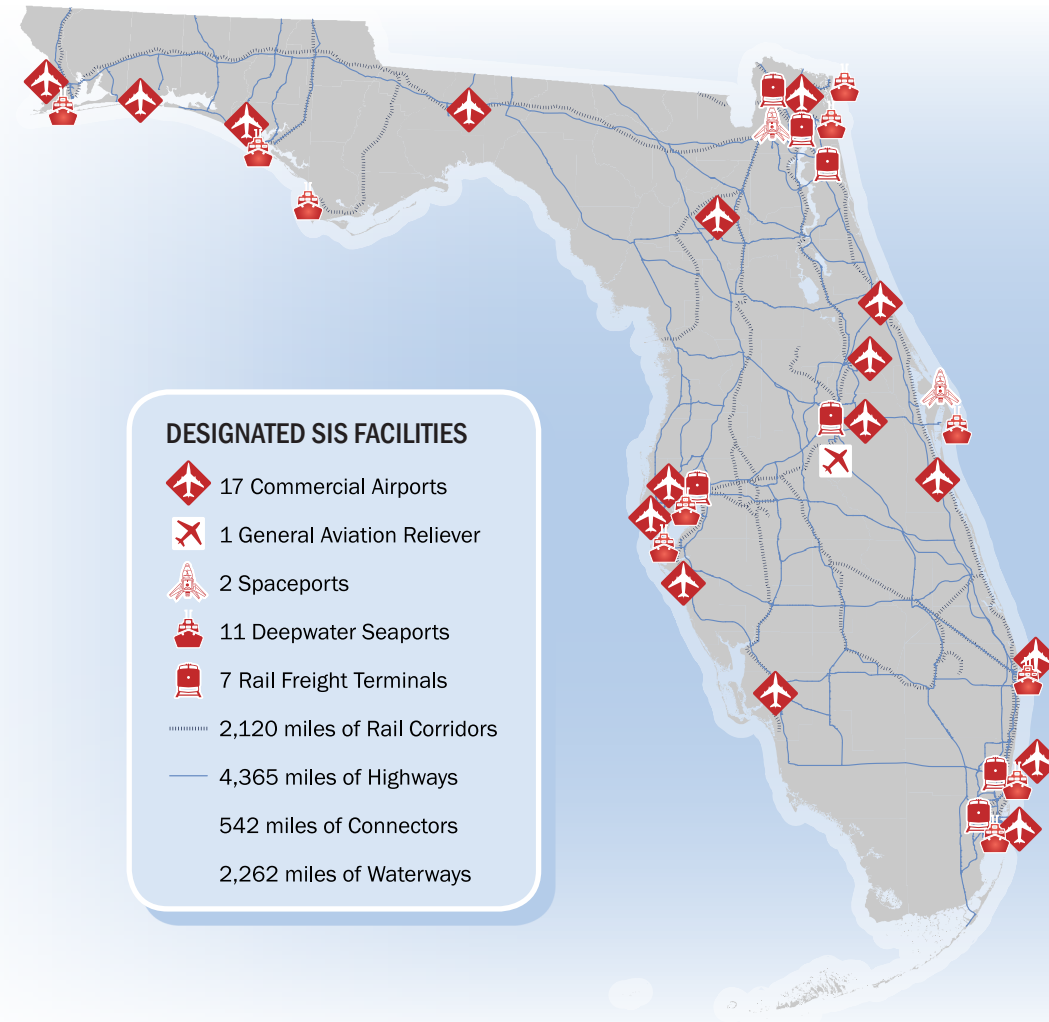 DESIGNATED SIS FACILITIES
17 Commercial Airports
1 General Aviation Reliever
2 Spaceports
11 Deepwater Seaports
7 Rail Freight Terminals
2,120 miles of Rail Corridors
4,365 miles of Highways
542 miles of Connectors
2,262 miles of Waterways